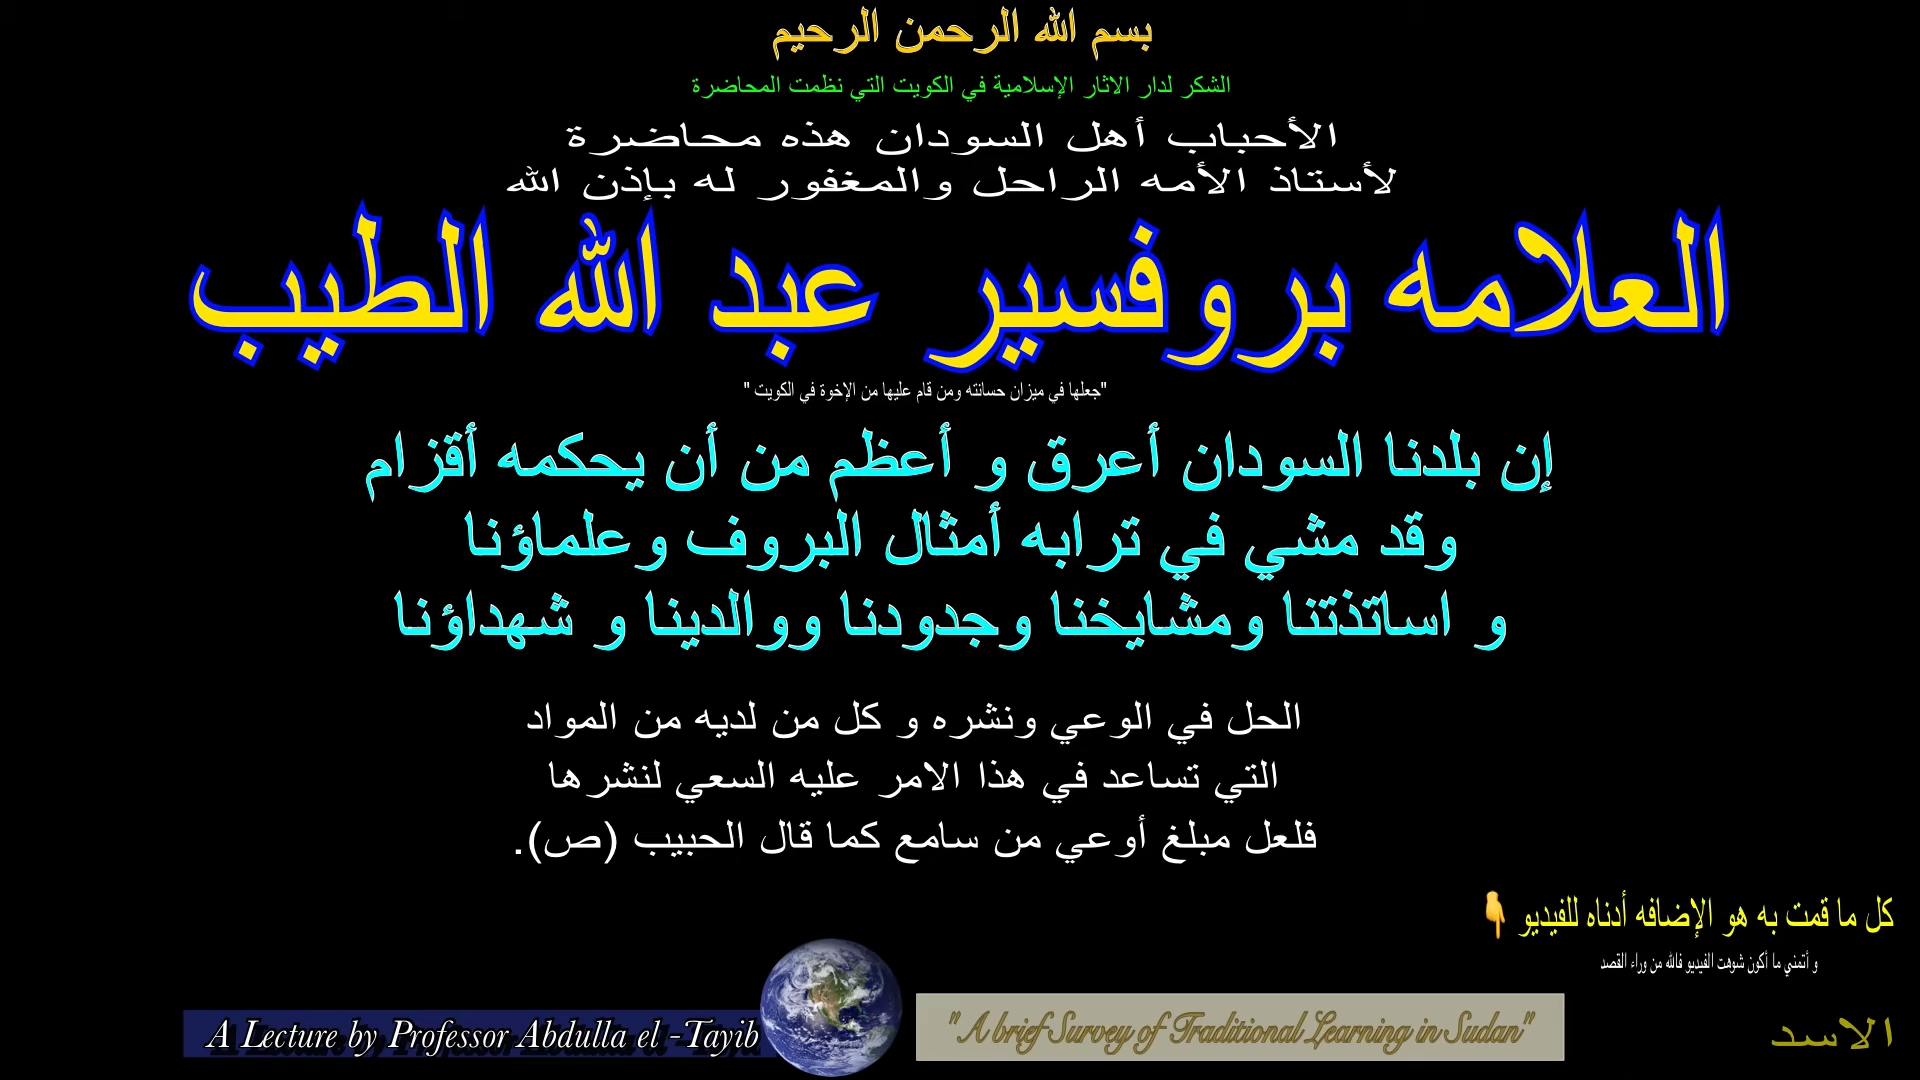 بسم الله الرحمن الرحيم
الشكر لدار الاثار الإسلامية في الكويت التي نظمت المحاضرة
الأحباب أهل السودان هذه محاضرة
لأستاذ الأمه الراحل والمغفور له بإذن الله
العلامه بروفسير عبد الله الطيب
"جعلها في ميزان حسانته ومن قام عليها من الإخوة في الكويت "
إن بلدنا السودان أعرق و أعظم من أن يحكمه أقزام
وقد مشي في ترابه أمثال البروف وعلماؤنا
و اساتذتنا ومشايخنا وجدودنا ووالدينا و شهداؤنا
الحل في الوعي ونشره و كل من لديه من المواد
التي تساعد في هذا الامر عليه السعي لنشرها
فلعل مبلغ أوعي من سامع كما قال الحبيب (ص).
كل ما قمت به هو الإضافه أدناه للفيديو 👇
و أتمني ما أكون شوهت الفيديو فالله من وراء القصد
A Lecture by Professor Abdulla el -Tayib
"A brief Survey of Traditional Learning in Sudan"
الاسد